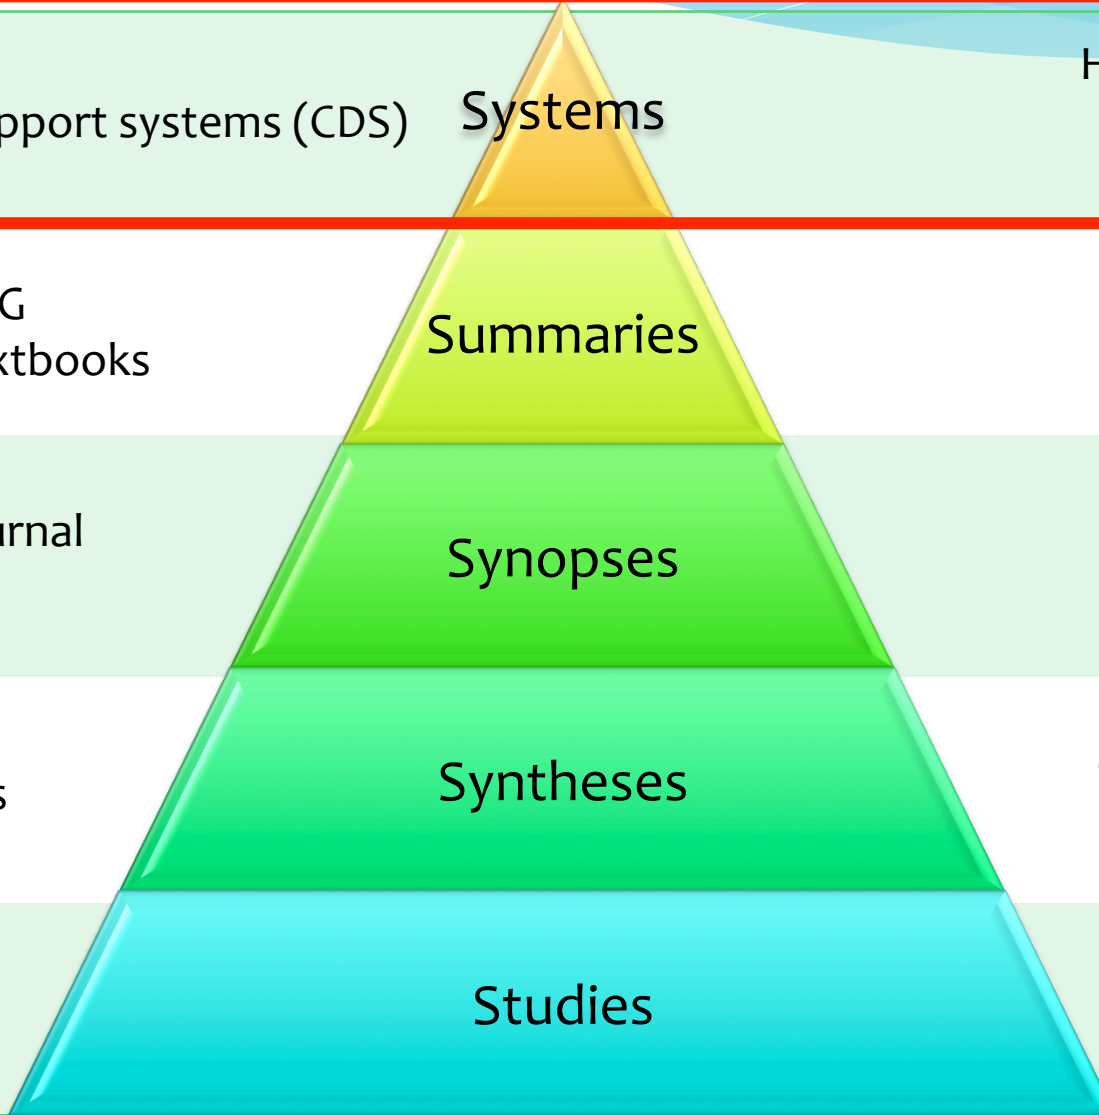 H
pport systems (CDS)
Systems
G
xtbooks
Summaries
urnal
Synopses
s
Syntheses
Studies